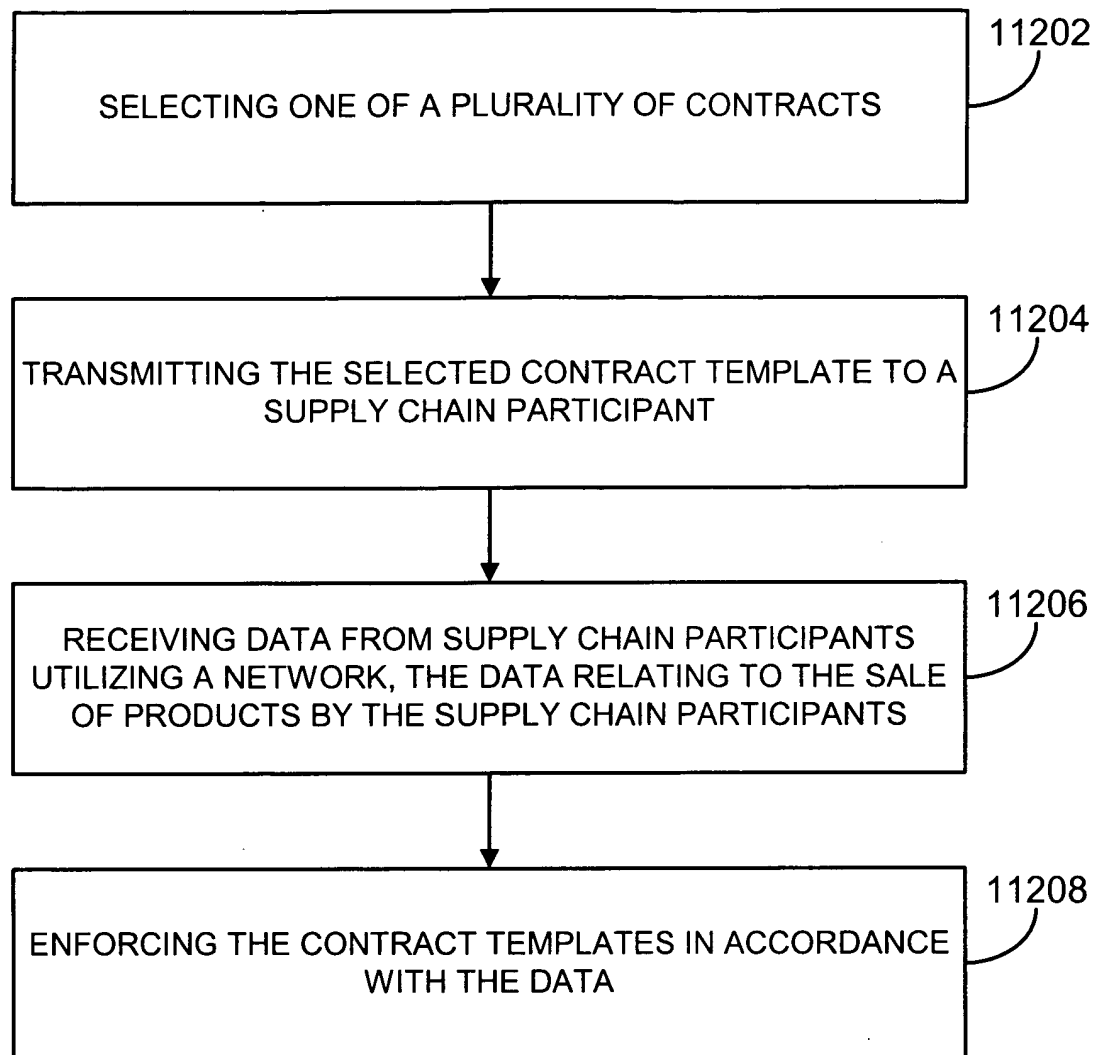 11202
SELECTING ONE OF A PLURALITY OF CONTRACTS
11204
TRANSMITTING THE SELECTED CONTRACT TEMPLATE TO A
SUPPLY CHAIN PARTICIPANT
11206
RECEIVING DATA FROM SUPPLY CHAIN PARTICIPANTS
UTILIZING A NETWORK, THE DATA RELATING TO THE SALE
OF PRODUCTS BY THE SUPPLY CHAIN PARTICIPANTS
11208
ENFORCING THE CONTRACT TEMPLATES IN ACCORDANCE
WITH THE DATA